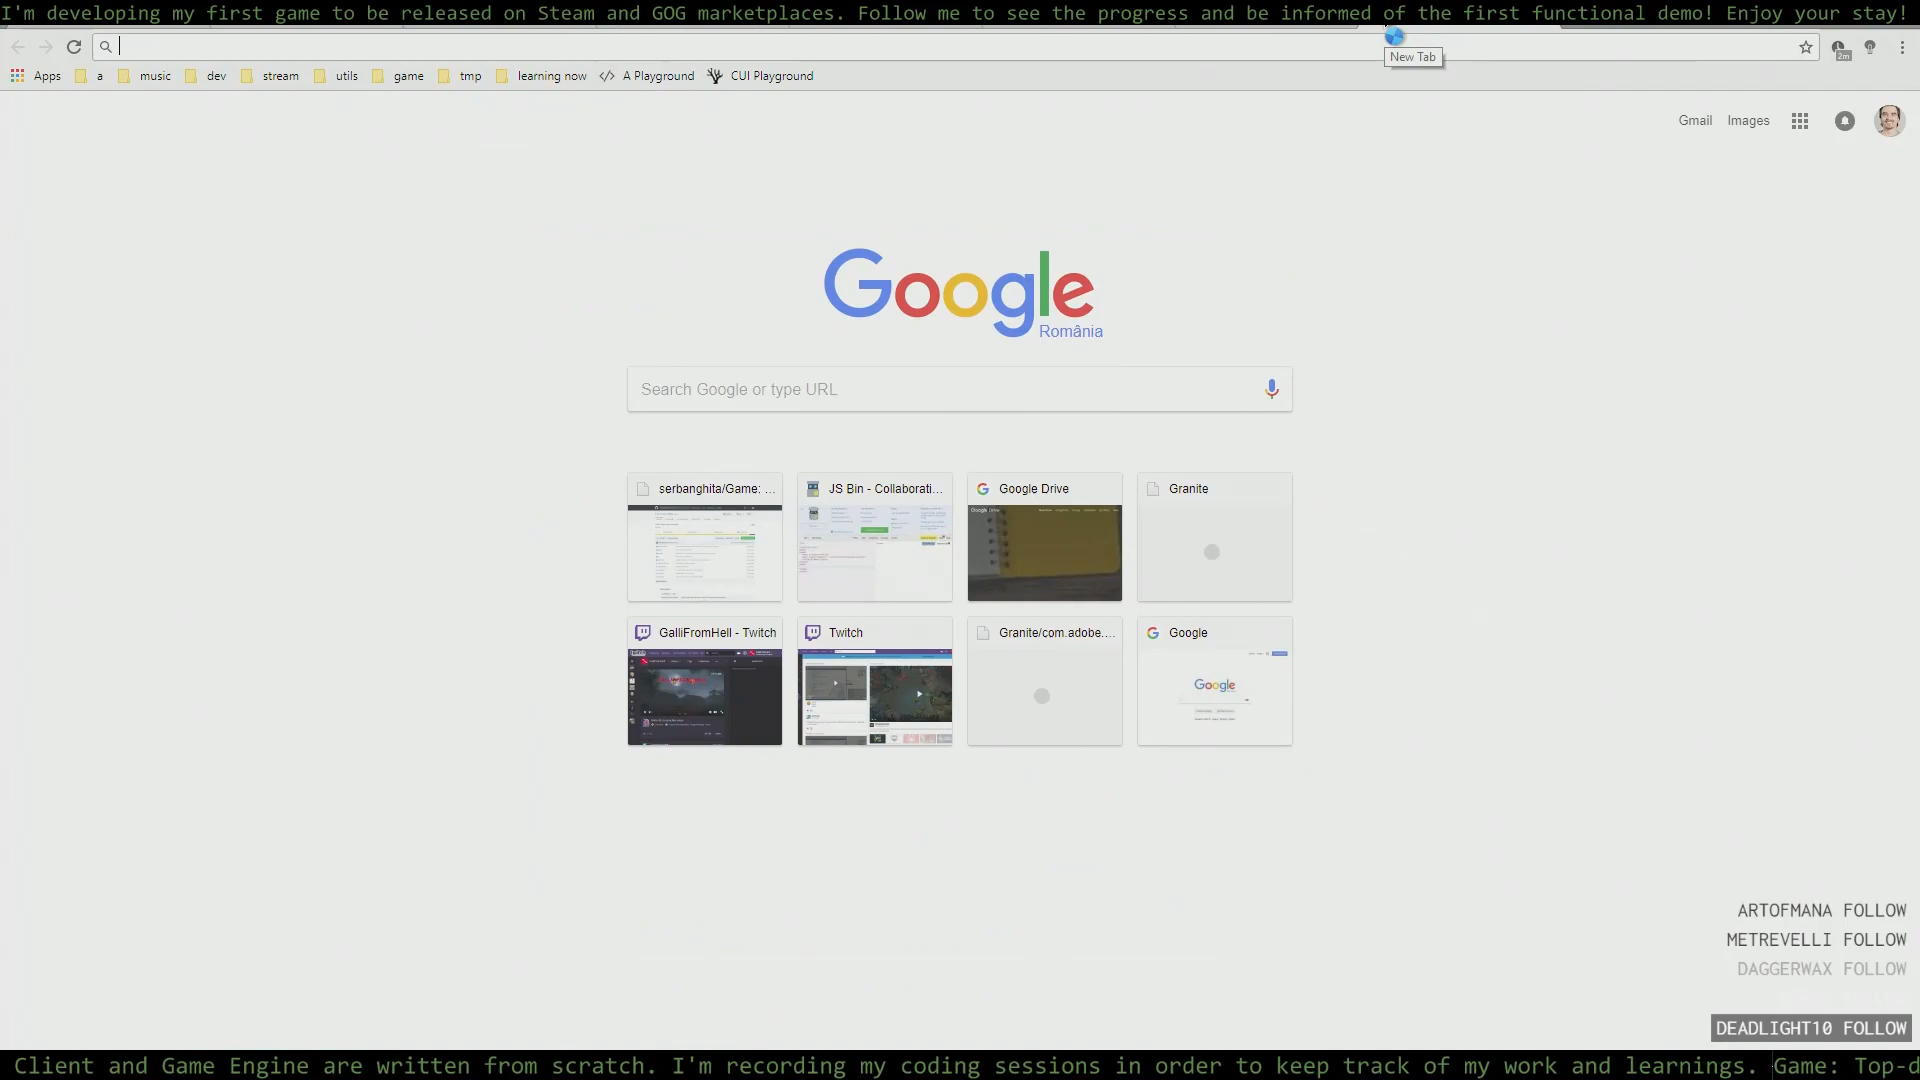 I'm developing my first game to be released on Steam and GOG marketplaces. Follow me to see the progress and be informed of the first functional demo! Enjoy your stay!
New Tab
2m
Apps a music dev stream utils game tmp learning now A Playground CUI Playground
Gmail Images
Google
România
Search Google or type URL
serbanghita/Game: ... JS Bin - Collaborati... Google Drive Granite
GalliFromHell - Twitch Twitch Granite/com.adobe.... Google
ARTOFMANA FOLLOW
METREVELLI FOLLOW
DAGGERWAX FOLLOW
DEADLIGHT10 FOLLOW
Client and Game Engine are written from scratch. I'm recording my coding sessions in order to keep track of my work and learnings. Game: Top-d